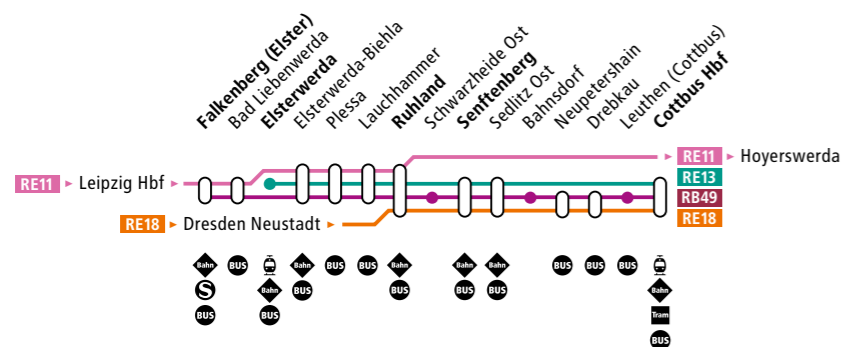 Falkenberg (Elster)
Bad Liebenwerda
Elsterwerda
Elsterwerda-Biehla
Plessa
Lauchhammer
Ruhland
Schwarzheide Ost
Senftenberg
Sedlitz Ost
Bahnsdorf
Neupetershain
Drebkau
Leuthen (Cottbus)
Cottbus Hbf
RE11 Hoyerswerda
RE11 Leipzig Hbf
RE13
RB49
RE18 Dresden Neustadt
RE18
Bahn BUS Bahn BUS BUS Bahn Bahn Bahn BUS BUS BUS
S Bahn BUS BUS BUS BUS Bahn
BUS BUS Tram
BUS